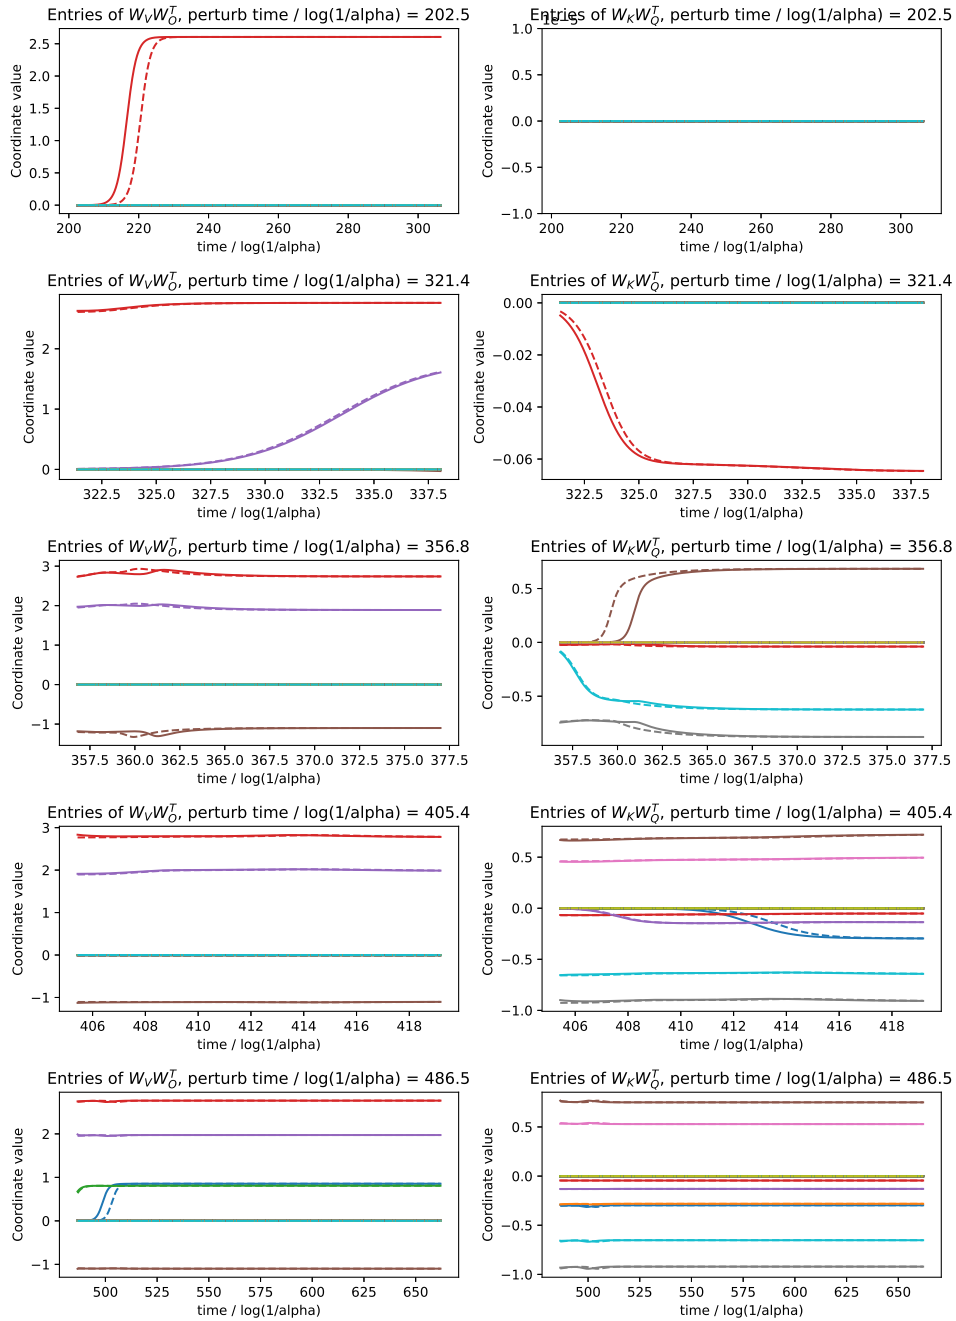 Entries of W_V W_O^T, perturb time / log(1/alpha) = 202.5
Coordinate value
2.5
2.0
1.5
1.0
0.5
0.0
200 220 240 260 280 300
time / log(1/alpha)
Entries of W_K W_Q^T, perturb time / log(1/alpha) = 202.5
1e−5
Coordinate value
1.0
0.5
0.0
−0.5
−1.0
200 220 240 260 280 300
time / log(1/alpha)
Entries of W_V W_O^T, perturb time / log(1/alpha) = 321.4
Coordinate value
2
1
0
322.5 325.0 327.5 330.0 332.5 335.0 337.5
time / log(1/alpha)
Entries of W_K W_Q^T, perturb time / log(1/alpha) = 321.4
Coordinate value
0.00
−0.02
−0.04
−0.06
322.5 325.0 327.5 330.0 332.5 335.0 337.5
time / log(1/alpha)
Entries of W_V W_O^T, perturb time / log(1/alpha) = 356.8
Coordinate value
3
2
1
0
−1
357.5 360.0 362.5 365.0 367.5 370.0 372.5 375.0 377.5
time / log(1/alpha)
Entries of W_K W_Q^T, perturb time / log(1/alpha) = 356.8
Coordinate value
0.5
0.0
−0.5
357.5 360.0 362.5 365.0 367.5 370.0 372.5 375.0 377.5
time / log(1/alpha)
Entries of W_V W_O^T, perturb time / log(1/alpha) = 405.4
Coordinate value
3
2
1
0
−1
406 408 410 412 414 416 418
time / log(1/alpha)
Entries of W_K W_Q^T, perturb time / log(1/alpha) = 405.4
Coordinate value
0.5
0.0
−0.5
−1.0
406 408 410 412 414 416 418
time / log(1/alpha)
Entries of W_V W_O^T, perturb time / log(1/alpha) = 486.5
Coordinate value
2
1
0
−1
500 525 550 575 600 625 650
time / log(1/alpha)
Entries of W_K W_Q^T, perturb time / log(1/alpha) = 486.5
Coordinate value
0.5
0.0
−0.5
−1.0
500 525 550 575 600 625 650
time / log(1/alpha)